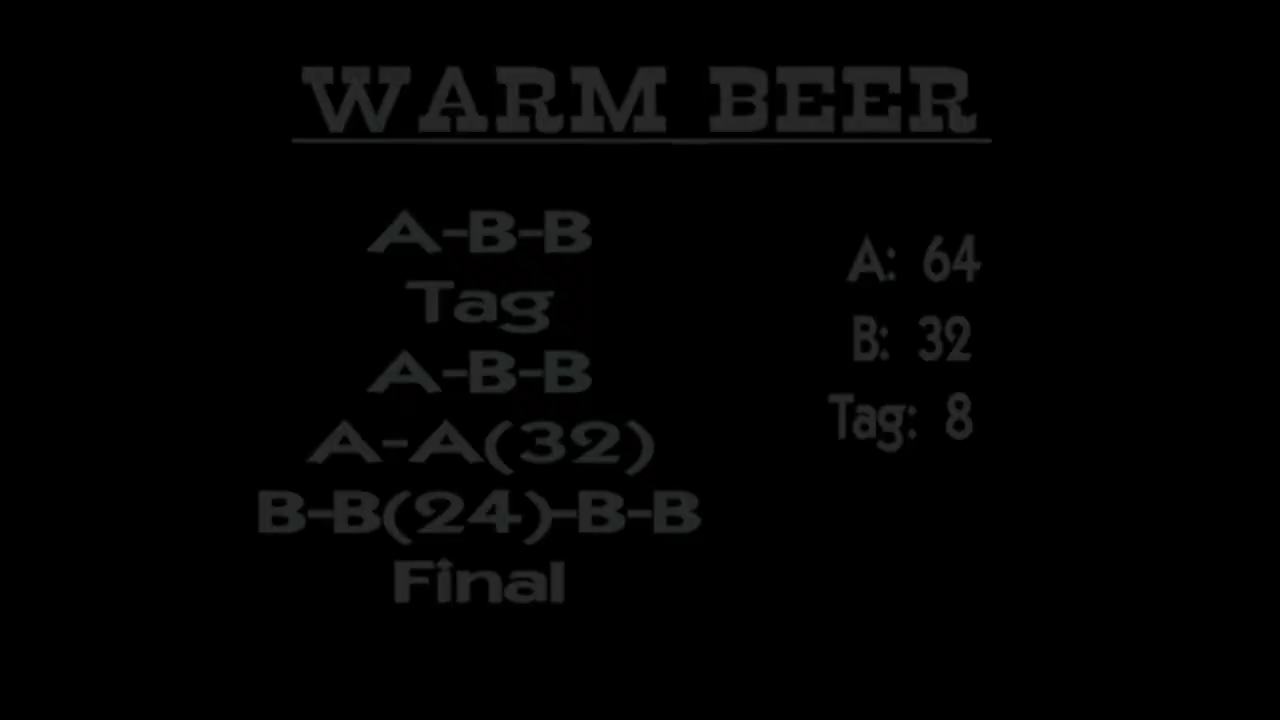 WARM BEER
A-B-B
Tag
A-B-B
A-A(32)
B-B(24)-B-B
Final
A: 64
B: 32
Tag: 8